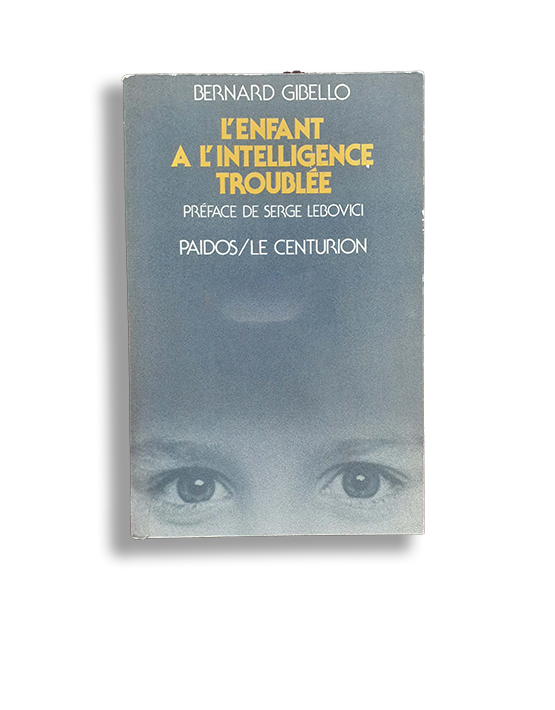 BERNARD GIBELLO
L'ENFANT
A L'INTELLIGENCE
TROUBLÉE
PRÉFACE DE SERGE LEBOVICI
PAIDOS/LE CENTURION